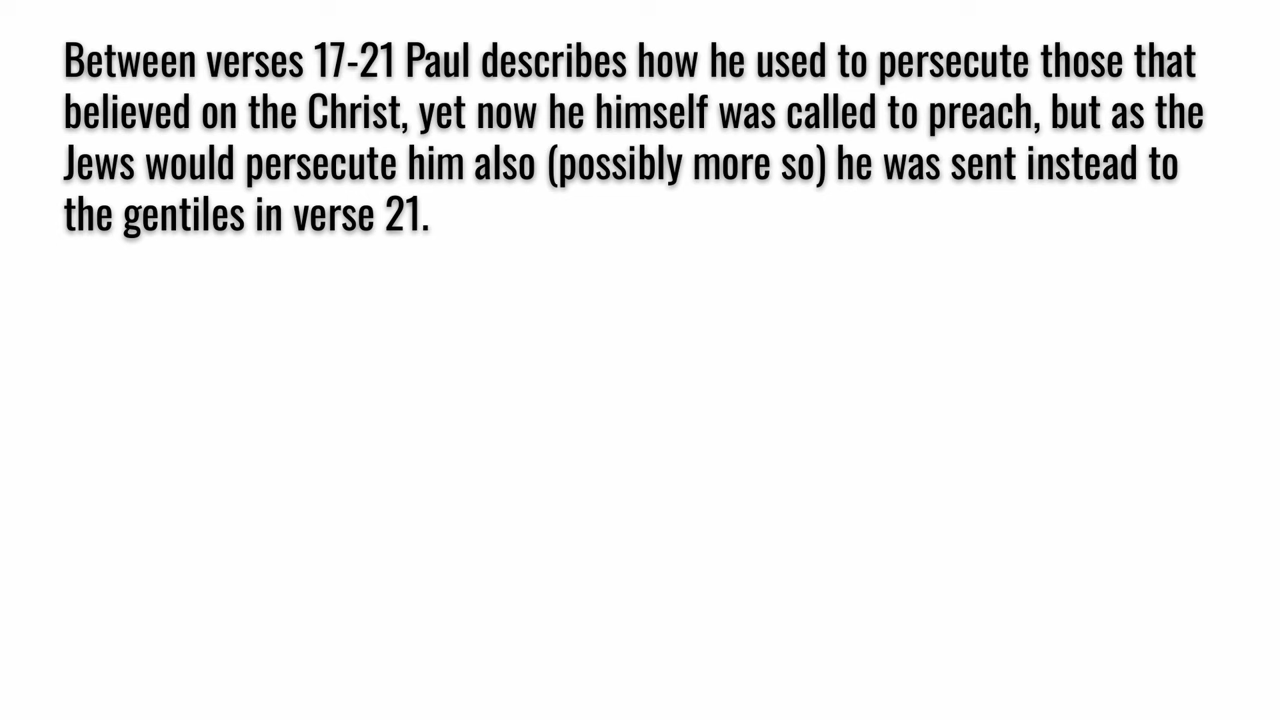 Between verses 17-21 Paul describes how he used to persecute those that
believed on the Christ, yet now he himself was called to preach, but as the
Jews would persecute him also (possibly more so) he was sent instead to
the gentiles in verse 21.